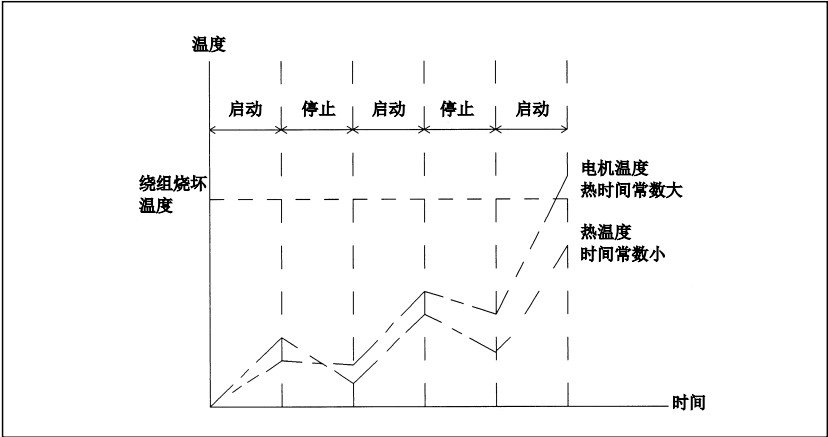 温度
启动
停止
启动
停止
启动
绕组烧坏
温度
电机温度
热时间常数大
热温度
时间常数小
时间